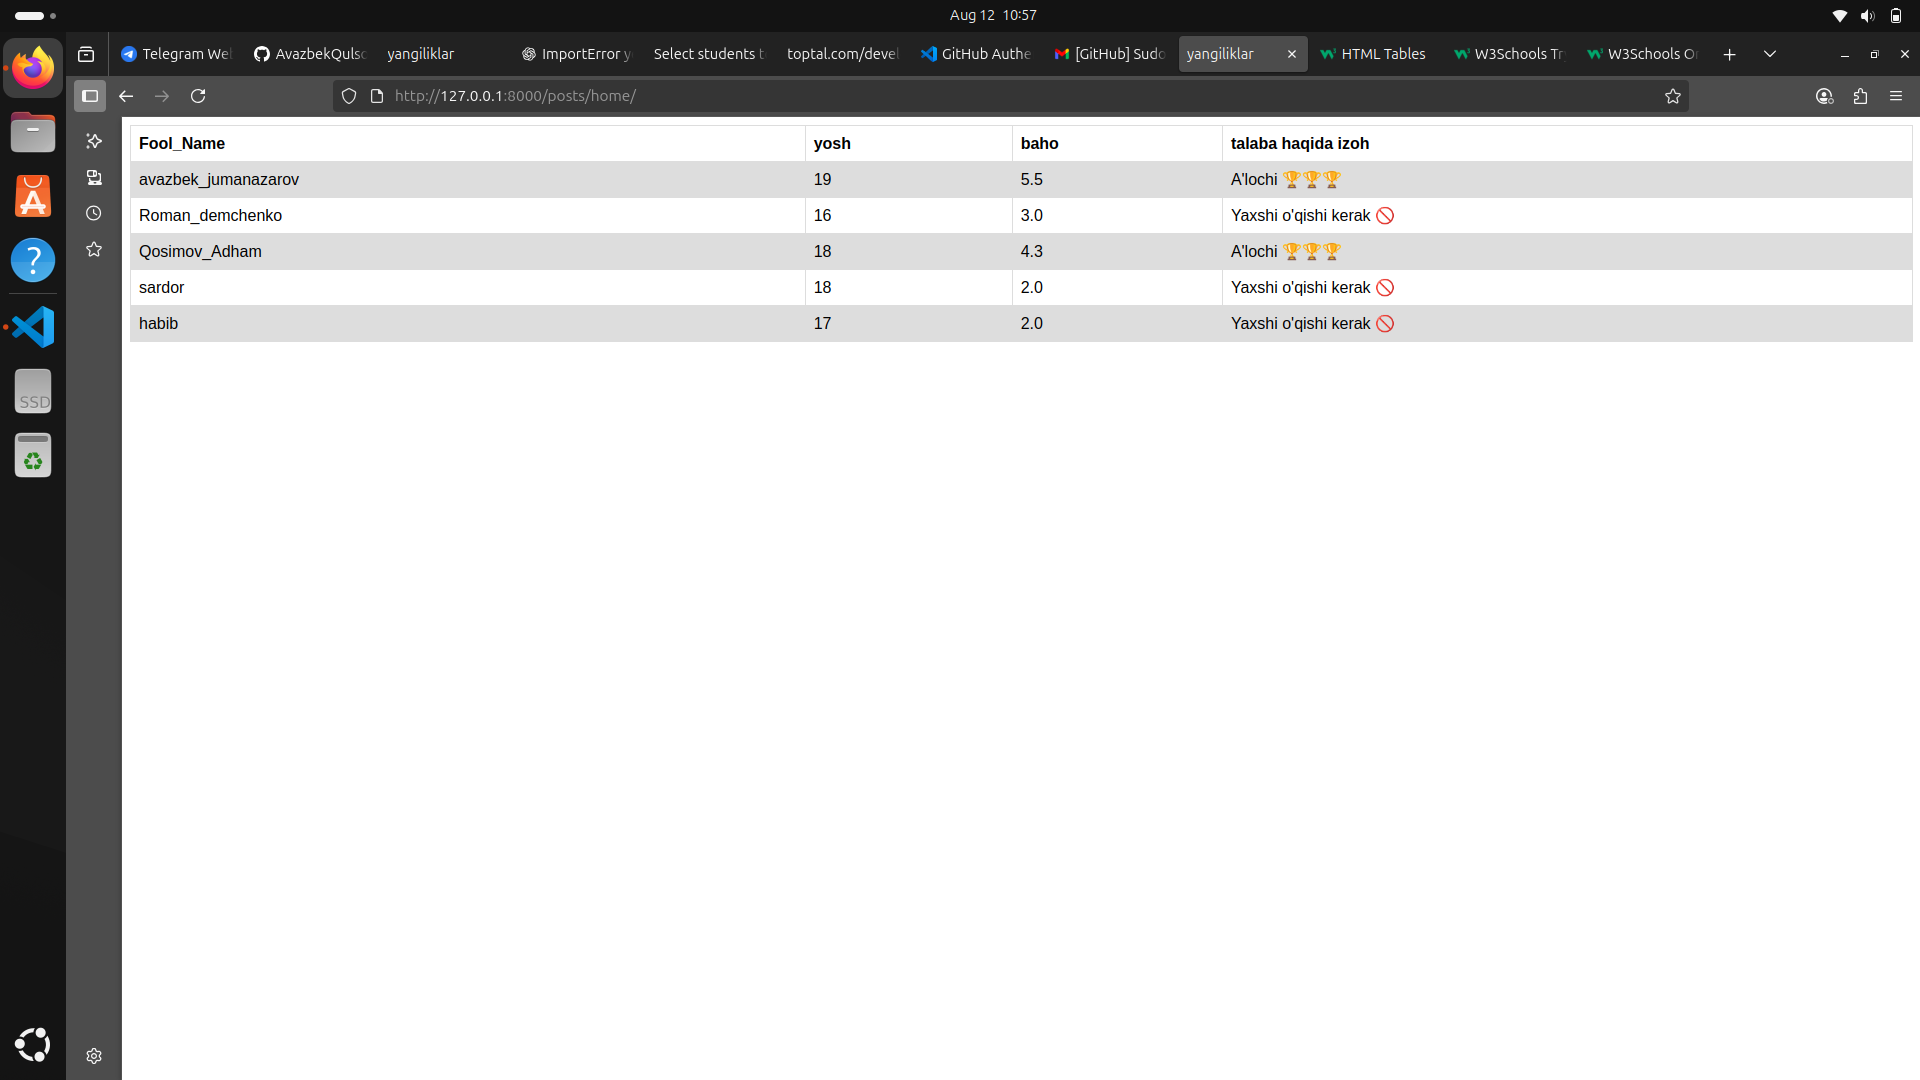 Aug 12 10:57
Telegram Web
AvazbekQulso
yangiliklar
ImportError y
Select students t
toptal.com/devel
GitHub Authe
[GitHub] Sudo
yangiliklar
HTML Tables
W3Schools Tr
W3Schools On
http://127.0.0.1:8000/posts/home/
Fool_Name yosh baho talaba haqida izoh
avazbek_jumanazarov 19 5.5 A'lochi 🏆🏆🏆
Roman_demchenko 16 3.0 Yaxshi o'qishi kerak 🚫
Qosimov_Adham 18 4.3 A'lochi 🏆🏆🏆
sardor 18 2.0 Yaxshi o'qishi kerak 🚫
habib 17 2.0 Yaxshi o'qishi kerak 🚫
SSD